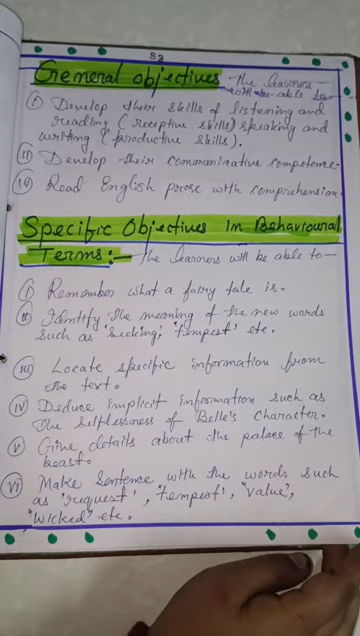 General objectives - The learners
will be able to -
(i) Develop their skills of listening and
reading (receptive skills) speaking and
writing (productive skills).
(ii) Develop their communicative competence.
(iv) Read English prose with comprehension.
Specific Objectives In Behavioural
Terms:- The learners will be able to -
(i) Remember what a fairy tale is.
(ii) Identify the meaning of the new words
such as 'seeking', 'tempest' etc.
(iii) Locate specific information from
the text.
(iv) Deduce implicit information such as
the selflessness of Belle's character.
(v) Give details about the palace of the
beast.
(vi) Make sentence with the words such
as 'request', 'tempest', "value",
"wicked" etc.